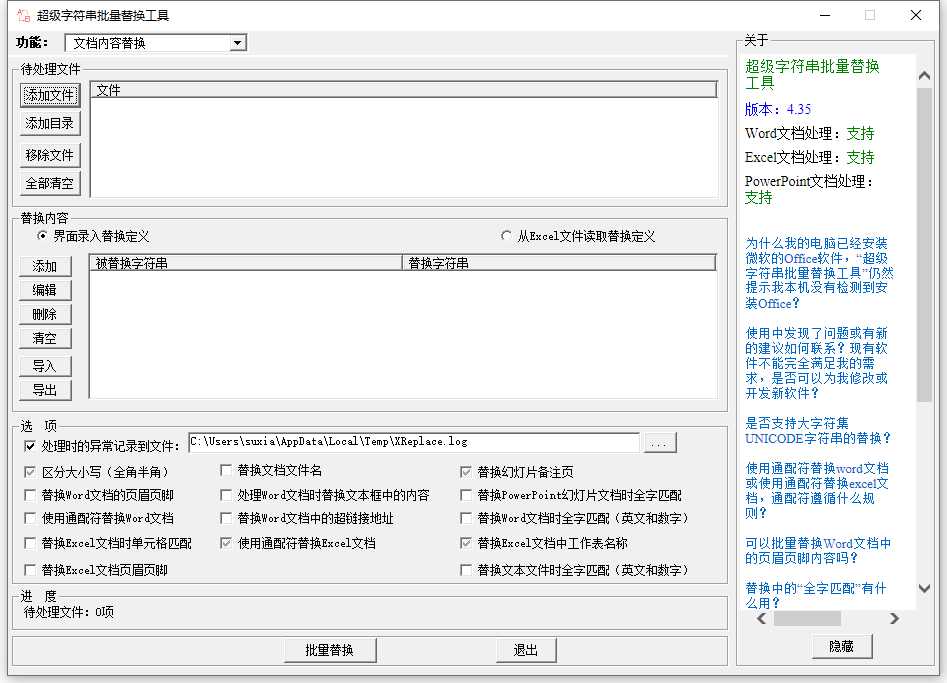 超级字符串批量替换工具
功能：
文档内容替换
待处理文件
添加文件
添加目录
移除文件
全部清空
文件
替换内容
界面录入替换定义
从Excel文件读取替换定义
添加
编辑
删除
清空
导入
导出
被替换字符串
替换字符串
选 项
处理时的异常记录到文件：
C:\Users\suxia\AppData\Local\Temp\XReplace.log
...
区分大小写（全角半角）
替换文档文件名
替换幻灯片备注页
替换Word文档的页眉页脚
处理Word文档时替换文本框中的内容
替换PowerPoint幻灯片文档时全字匹配
使用通配符替换Word文档
替换Word文档中的超链接地址
替换Word文档时全字匹配（英文和数字）
替换Excel文档时单元格匹配
使用通配符替换Excel文档
替换Excel文档中工作表名称
替换Excel文档页眉页脚
替换文本文件时全字匹配（英文和数字）
进 度
待处理文件：0项
批量替换
退出
关于
超级字符串批量替换
工具
版本：4.35
Word文档处理：支持
Excel文档处理：支持
PowerPoint文档处理：
支持
为什么我的电脑已经安装
微软的Office软件，“超级
字符串批量替换工具”仍然
提示我本机没有检测到安
装Office？
使用中发现了问题或有新
的建议如何联系？现有软
件不能完全满足我的需
求，是否可以为我修改或
开发新软件？
是否支持大字符集
UNICODE字符串的替换？
使用通配符替换word文档
或使用通配符替换excel文
档，通配符遵循什么规
则？
可以批量替换Word文档中
的页眉页脚内容吗？
替换中的“全字匹配”有什
么用？
隐藏